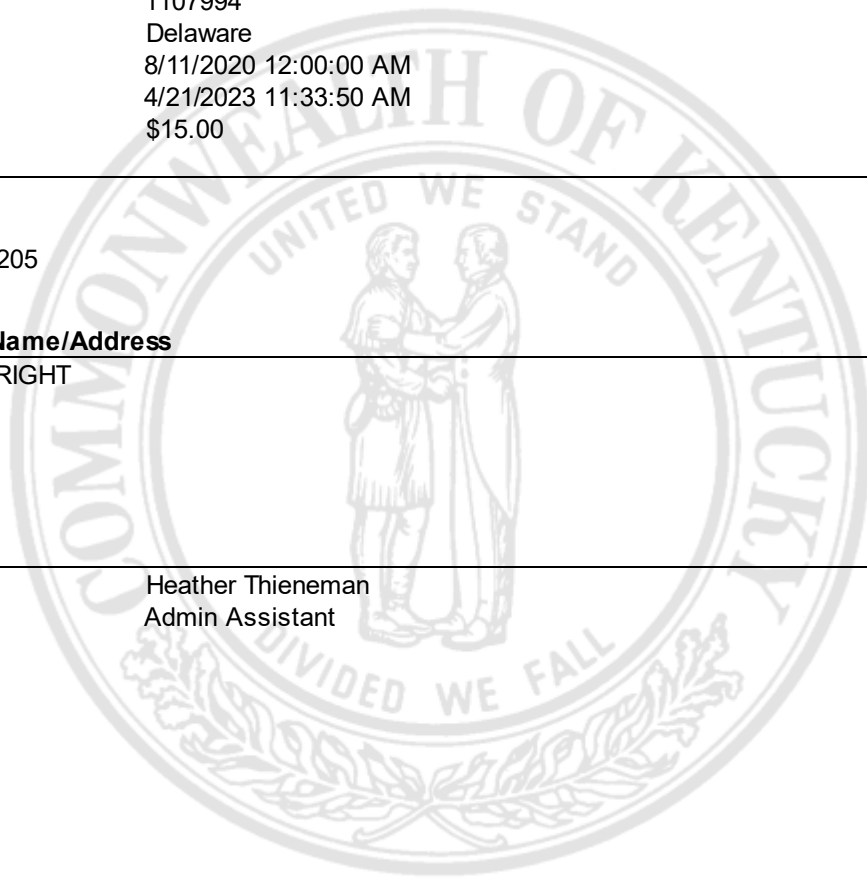 1107994
Delaware
8/11/2020 12:00:00 AM
4/21/2023 11:33:50 AM
$15.00
205
Name/Address
RIGHT
Heather Thieneman
Admin Assistant
COMMONWEALTH OF KENTUCKY
UNITED WE STAND
DIVIDED WE FALL